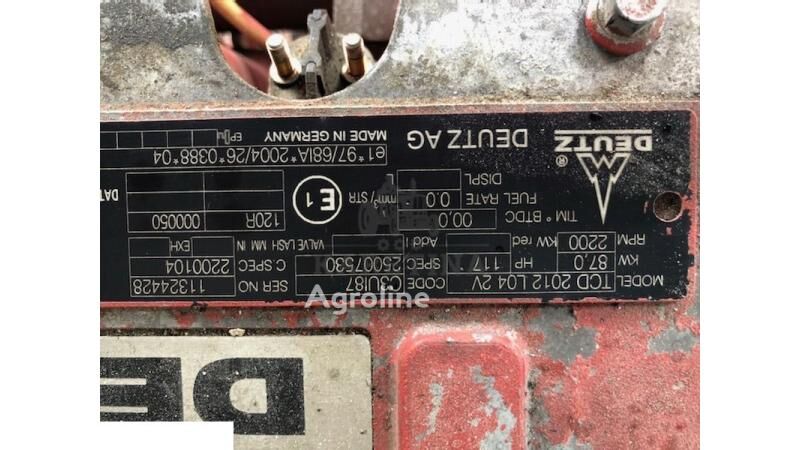 MODEL TCD 2012 L04 2V CODE C3UI87 SER NO 11324428
KW 87,0 HP 117 SPEC 25007530 C.SPEC 2200104
RPM 2200 KW red Add I VALVE LASH MM IN EXH
TIM ° BTDC 00,0 120R 000050
FUEL RATE 0.0 mm³ / STR E1
DISPL
DEUTZ ®
DEUTZ AG
e1*97/68IA*2004/26*0388*04
MADE IN GERMANY
DE
Agroline